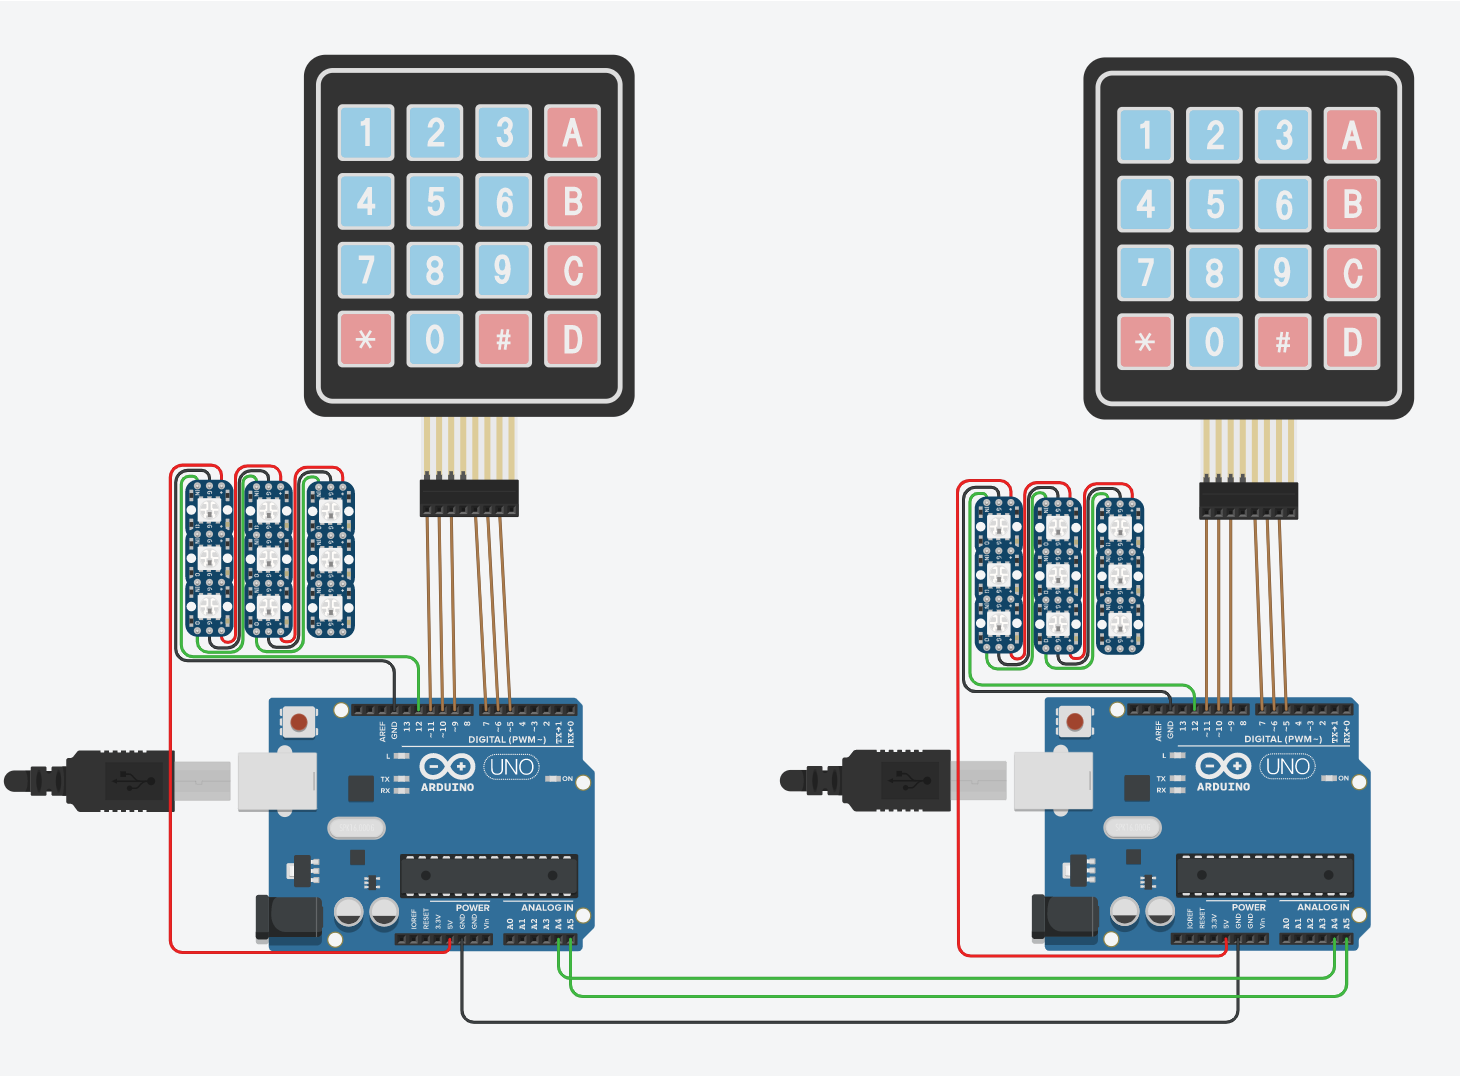 1 2 3 A
4 5 6 B
7 8 9 C
* 0 # D
1 2 3 A
4 5 6 B
7 8 9 C
* 0 # D
AREF GND 13 12 ~11 ~10 ~9 8 7 ~6 ~5 4 ~3 2 TX→1 RX←0
DIGITAL (PWM~)
L
TX
RX
ARDUINO
UNO
ON
POWER
ANALOG IN
IOREF RESET 3.3V 5V GND GND Vin A0 A1 A2 A3 A4 A5
AREF GND 13 12 ~11 ~10 ~9 8 7 ~6 ~5 4 ~3 2 TX→1 RX←0
DIGITAL (PWM~)
L
TX
RX
ARDUINO
UNO
ON
POWER
ANALOG IN
IOREF RESET 3.3V 5V GND GND Vin A0 A1 A2 A3 A4 A5